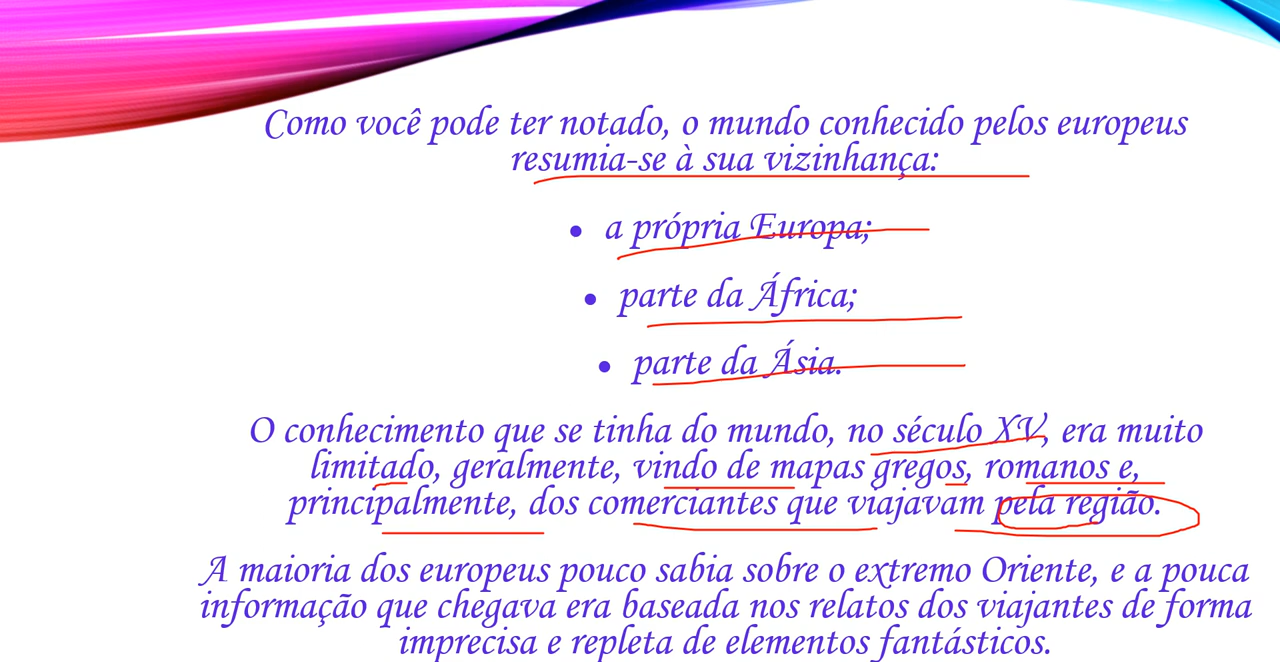 Como você pode ter notado, o mundo conhecido pelos europeus
resumia-se à sua vizinhança:
• a própria Europa;
• parte da África;
• parte da Ásia.
O conhecimento que se tinha do mundo, no século XV, era muito
limitado, geralmente, vindo de mapas gregos, romanos e,
principalmente, dos comerciantes que viajavam pela região.
A maioria dos europeus pouco sabia sobre o extremo Oriente, e a pouca
informação que chegava era baseada nos relatos dos viajantes de forma
imprecisa e repleta de elementos fantásticos.